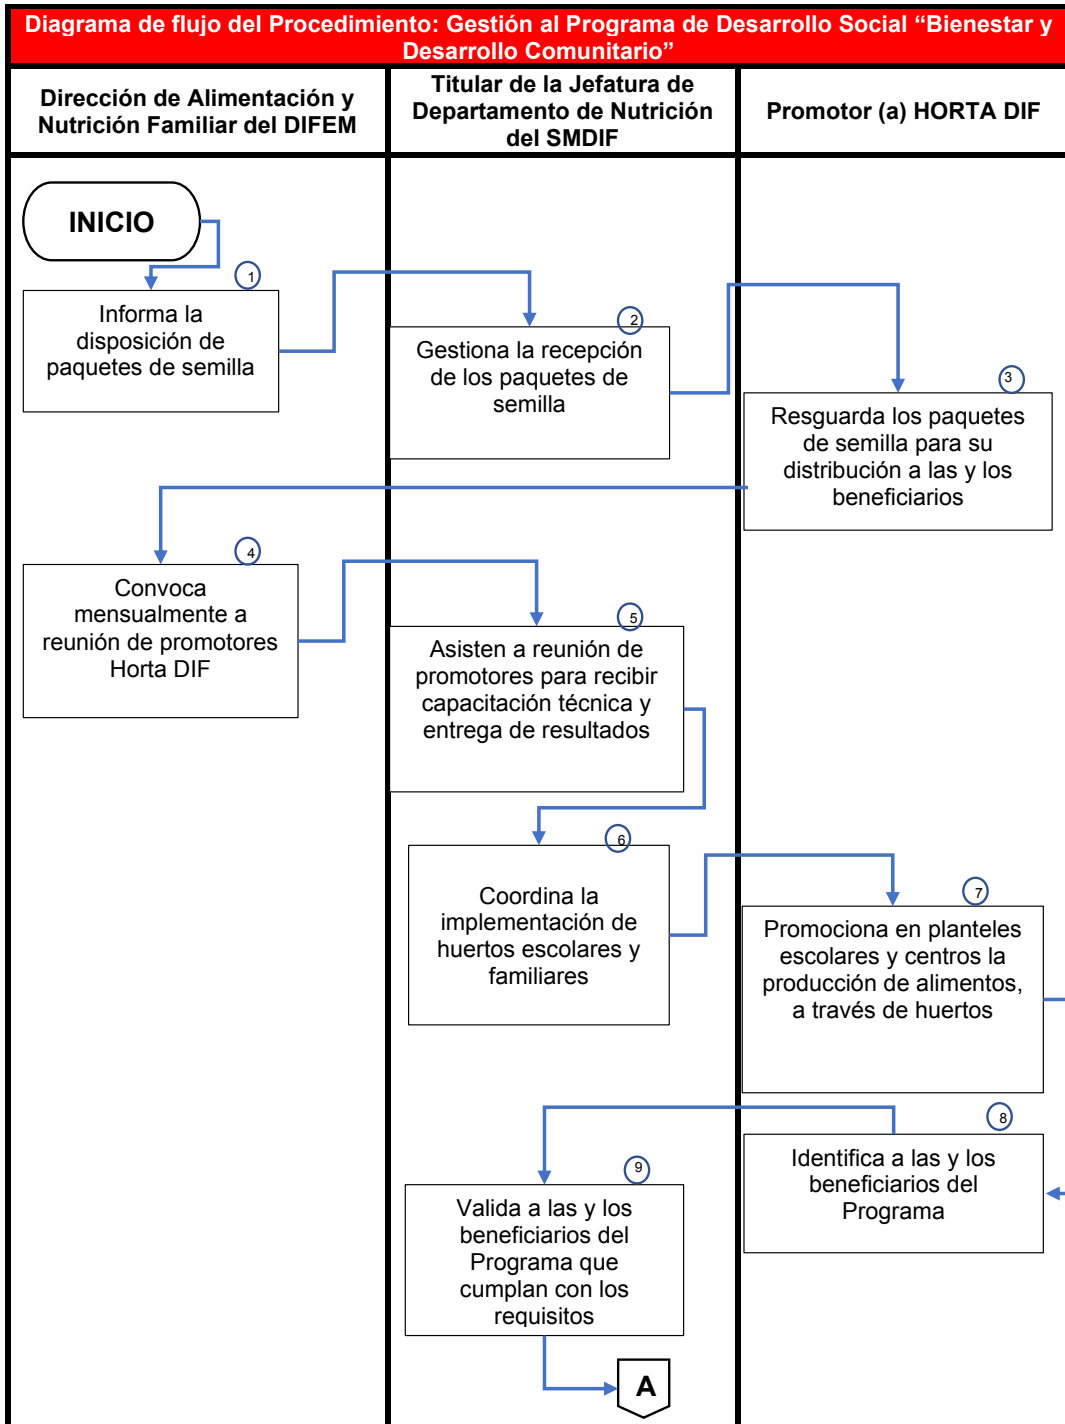 Diagrama de flujo del Procedimiento: Gestión al Programa de Desarrollo Social “Bienestar y
Desarrollo Comunitario”
Dirección de Alimentación y
Nutrición Familiar del DIFEM
Titular de la Jefatura de
Departamento de Nutrición
del SMDIF
Promotor (a) HORTA DIF
INICIO
1
Informa la
disposición de
paquetes de semilla
2
Gestiona la recepción
de los paquetes de
semilla
3
Resguarda los paquetes
de semilla para su
distribución a las y los
beneficiarios
4
Convoca
mensualmente a
reunión de promotores
Horta DIF
5
Asisten a reunión de
promotores para recibir
capacitación técnica y
entrega de resultados
6
Coordina la
implementación de
huertos escolares y
familiares
7
Promociona en planteles
escolares y centros la
producción de alimentos,
a través de huertos
8
Identifica a las y los
beneficiarios del
Programa
9
Valida a las y los
beneficiarios del
Programa que
cumplan con los
requisitos
A